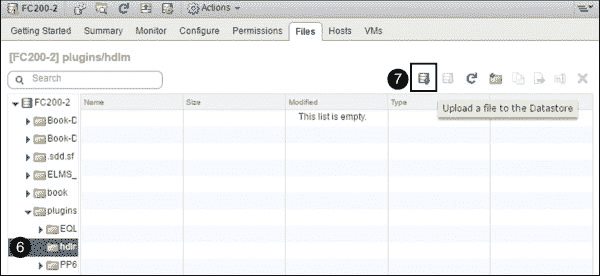 FC200-2 Actions
Getting Started Summary Monitor Configure Permissions Files Hosts VMs
[FC200-2] plugins/hdlm
Search
7
Upload a file to the Datastore
FC200-2 Name Size Modified Type
This list is empty.
Book-D
Book-D
.sdd.sf
ELMS_
book
plugins
EQL
6 hdlr
PP6